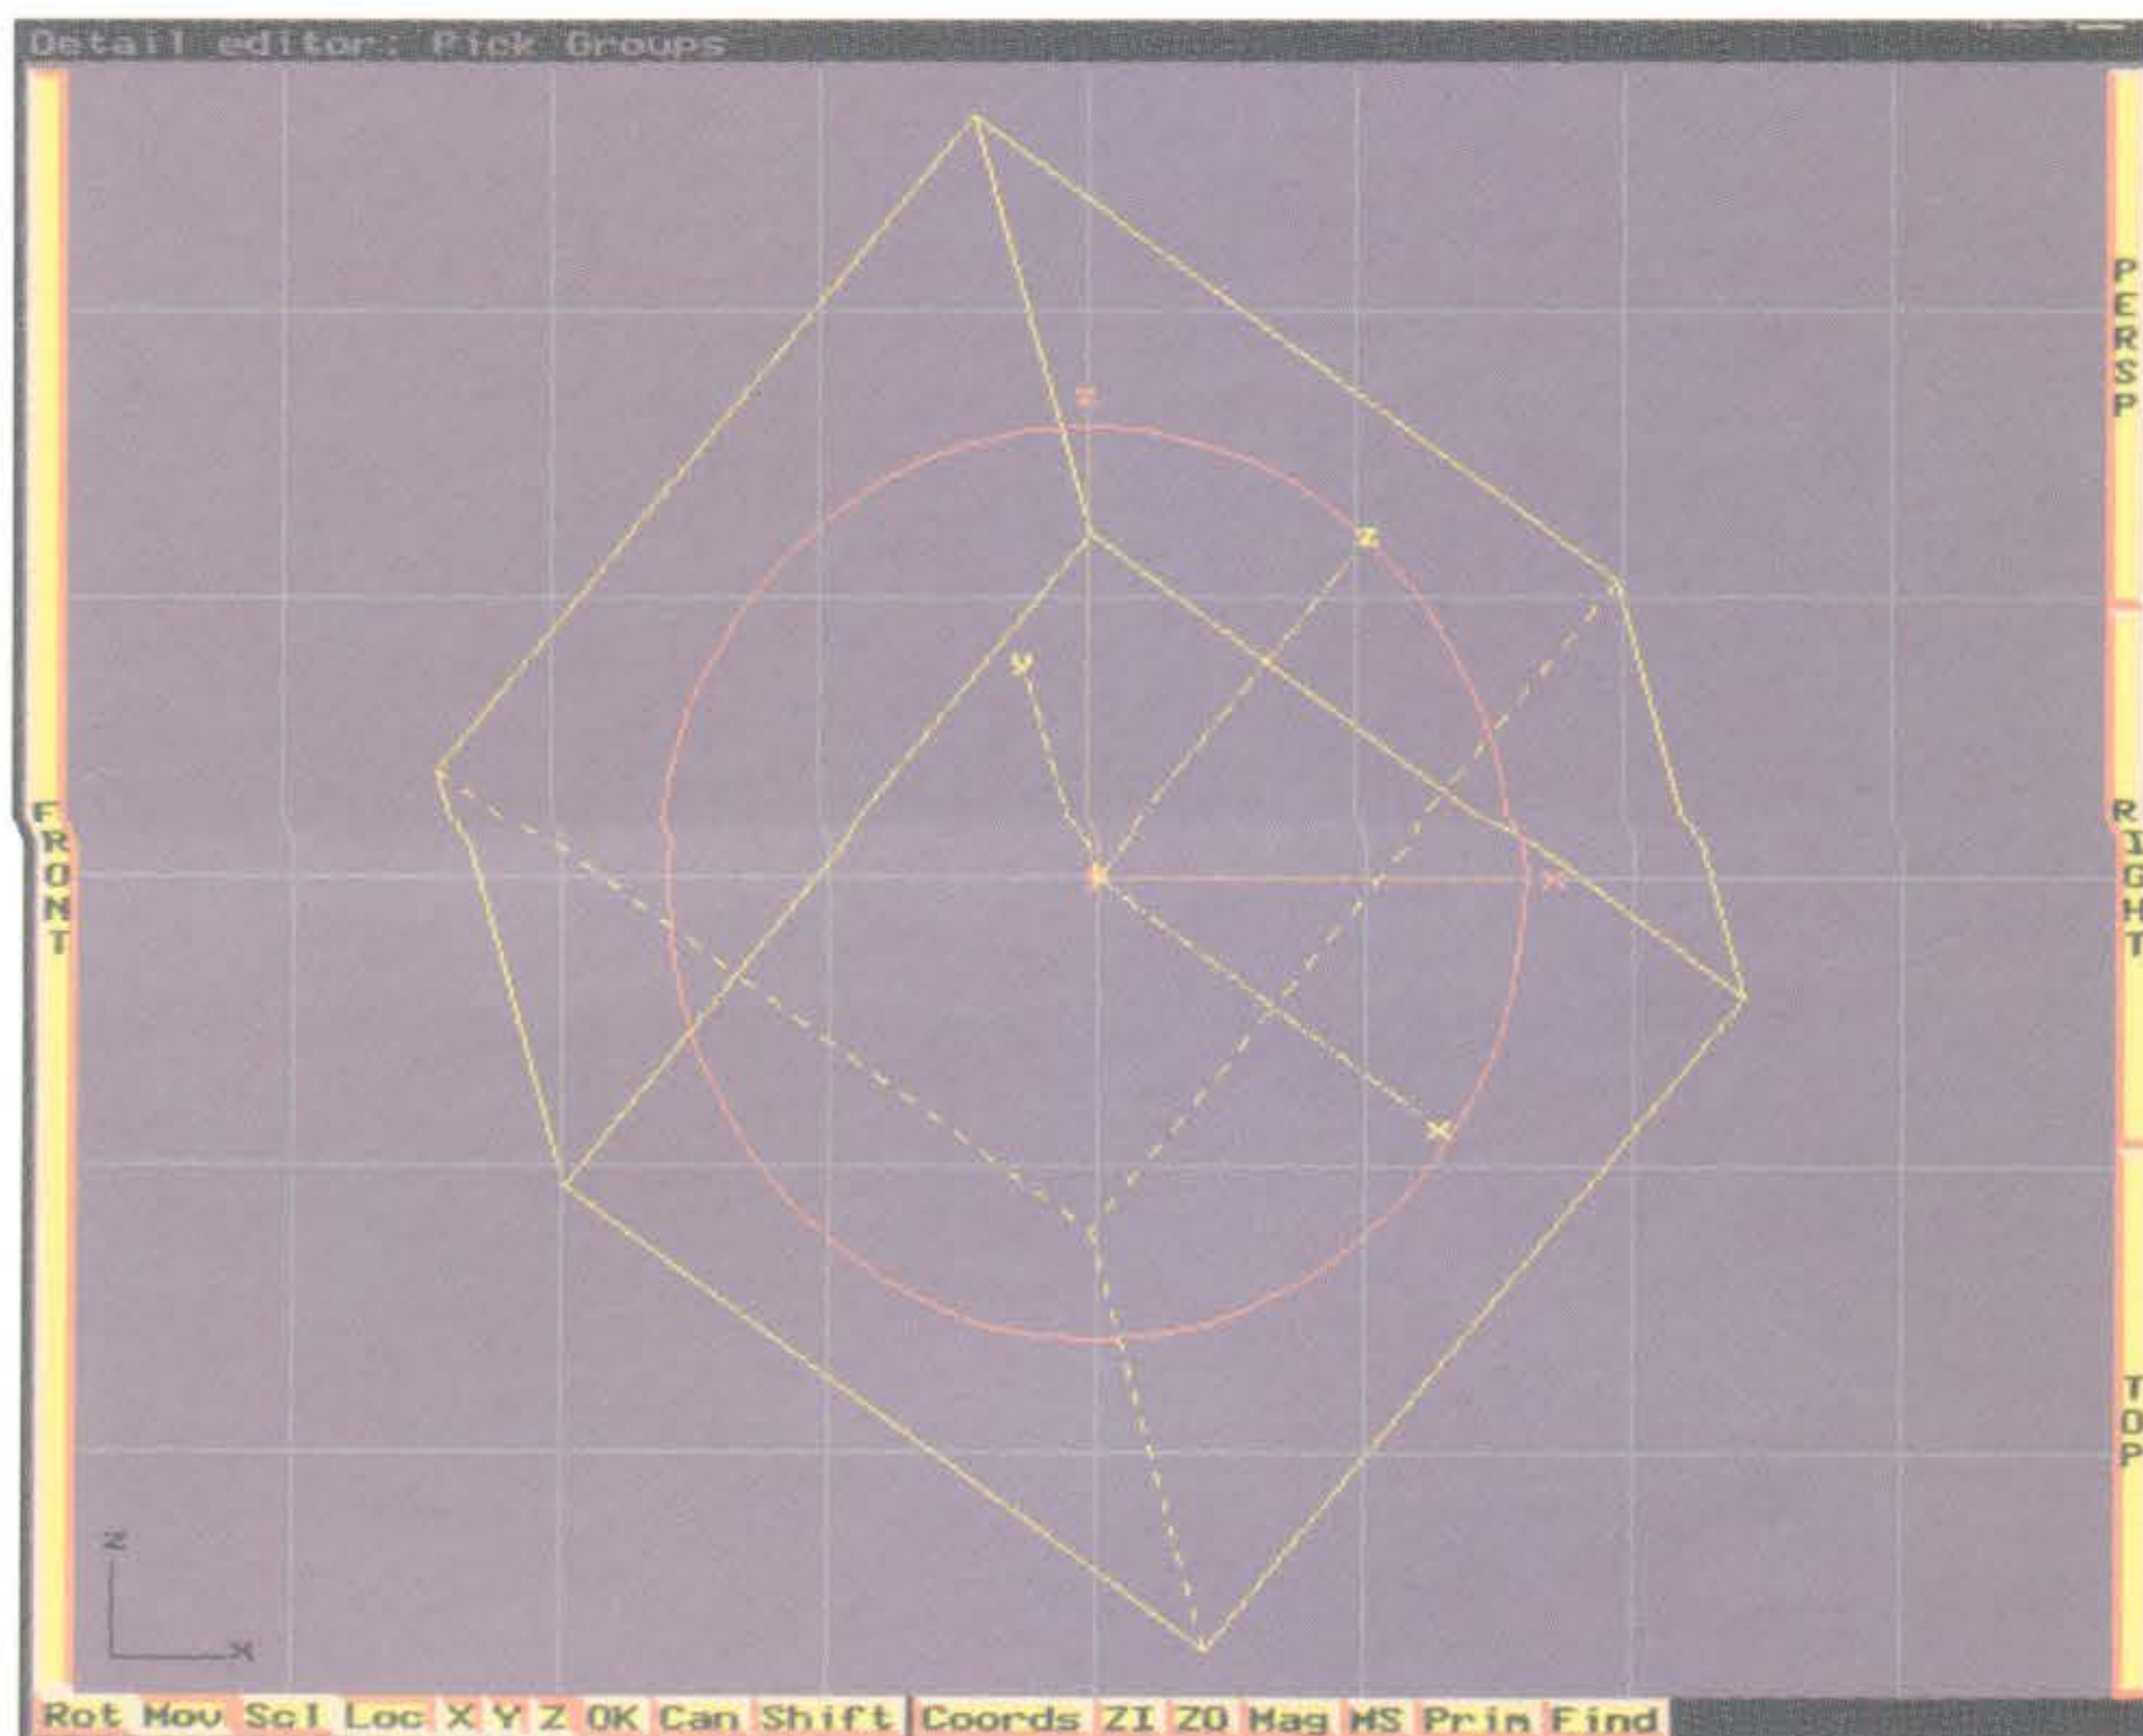 Detail editor: Pick Groups
PERSP
z
z
y
FRONT
RIGHT
x
x
TOP
z
x
Rot Mov Scl Loc X Y Z OK Can Shift Coords ZI ZO Mag MS Prim Find